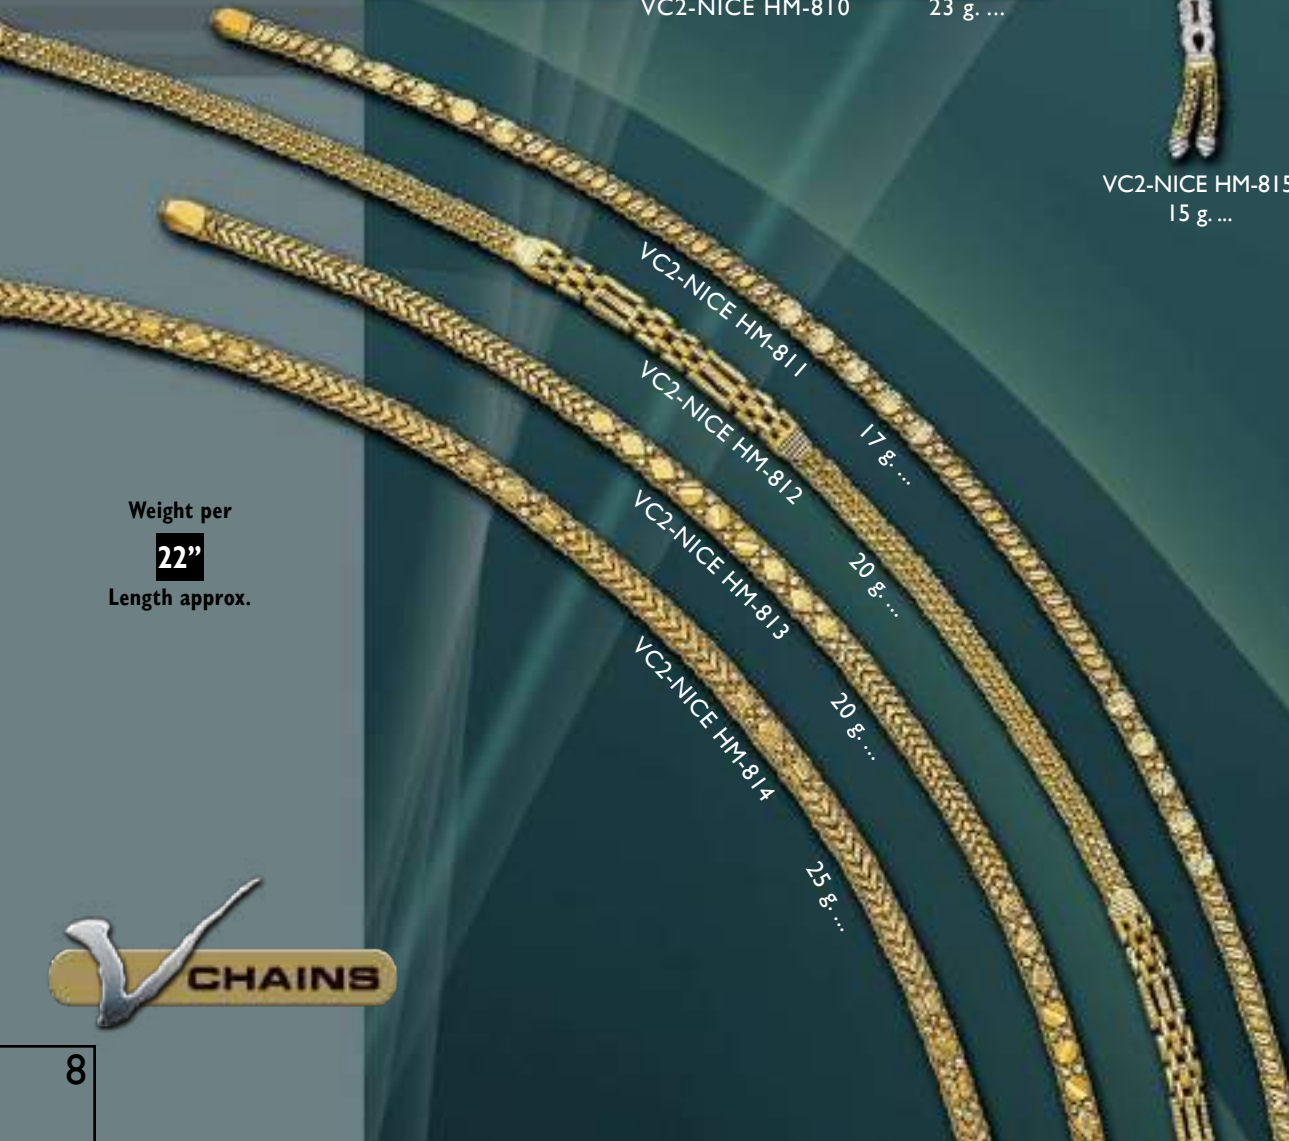 VC2-NICE HM-810 23 g. ...
VC2-NICE HM-815
15 g. ...
VC2-NICE HM-811 17 g. ...
VC2-NICE HM-812 20 g. ...
VC2-NICE HM-813 20 g. ...
VC2-NICE HM-814 25 g. ...
Weight per
22”
Length approx.
V CHAINS
8